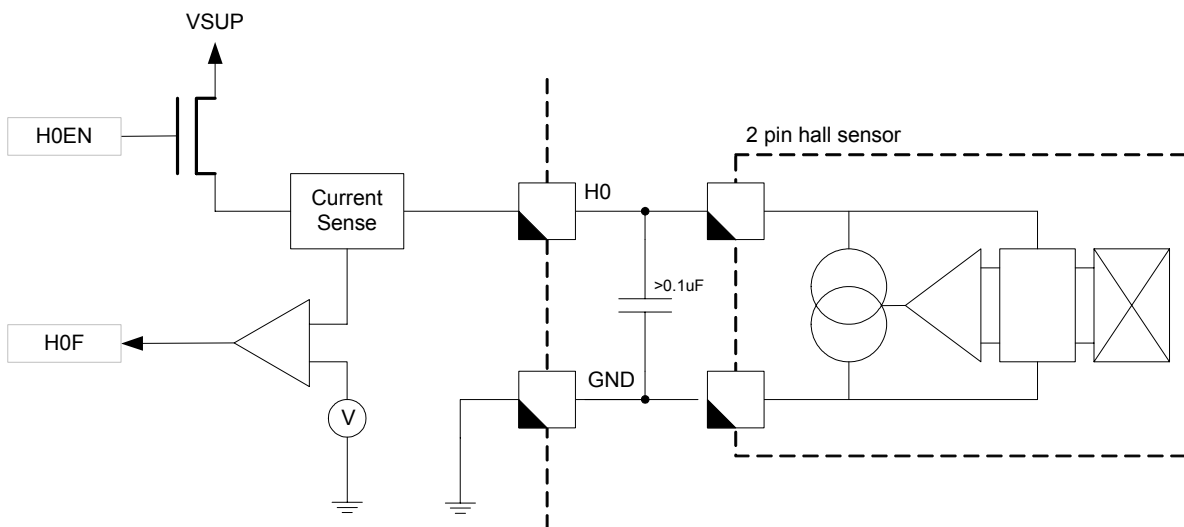 VSUP
H0EN
2 pin hall sensor
Current
Sense
H0
>0.1uF
H0F
GND
V